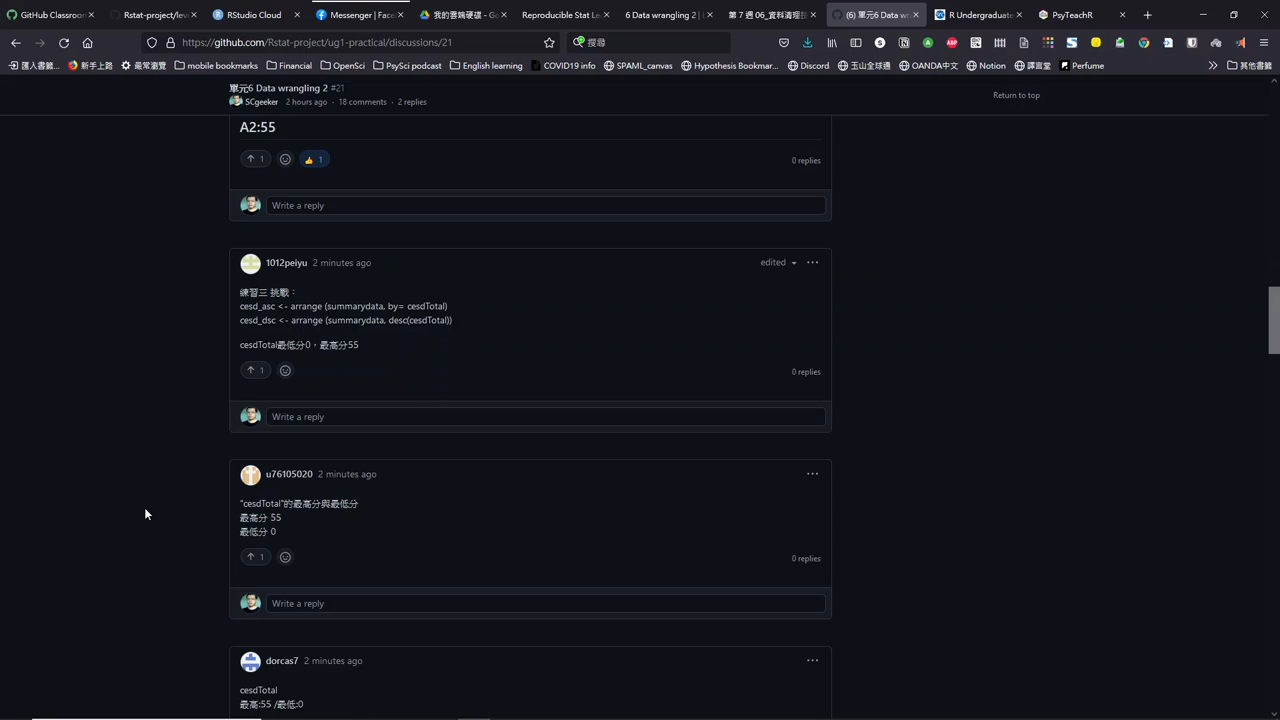 GitHub Classroom
Rstat-project/lev
RStudio Cloud
Messenger | Face
我的雲端硬碟 - Go
Reproducible Stat Le
6 Data wrangling 2 |
第 7 週 06_資料清理技
(6) 單元6 Data wr
R Undergraduate
PsyTeachR
https://github.com/Rstat-project/ug1-practical/discussions/21
搜尋
匯入書籤...
新手上路
最常瀏覽
mobile bookmarks
Financial
OpenSci
PsySci podcast
English learning
COVID19 info
SPAML_canvas
Hypothesis Bookmar...
Discord
玉山全球通
OANDA中文
Notion
譯言堂
Perfume
其他書籤
單元6 Data wrangling 2 #21
SCgeeker 2 hours ago · 18 comments · 2 replies
Return to top
A2:55
1
1
0 replies
Write a reply
1012peiyu 2 minutes ago
edited
練習三 挑戰：
cesd_asc <- arrange (summarydata, by= cesdTotal)
cesd_dsc <- arrange (summarydata, desc(cesdTotal))
cesdTotal最低分0，最高分55
1
0 replies
Write a reply
u76105020 2 minutes ago
"cesdTotal"的最高分與最低分
最高分 55
最低分 0
1
0 replies
Write a reply
dorcas7 2 minutes ago
cesdTotal
最高:55 /最低:0